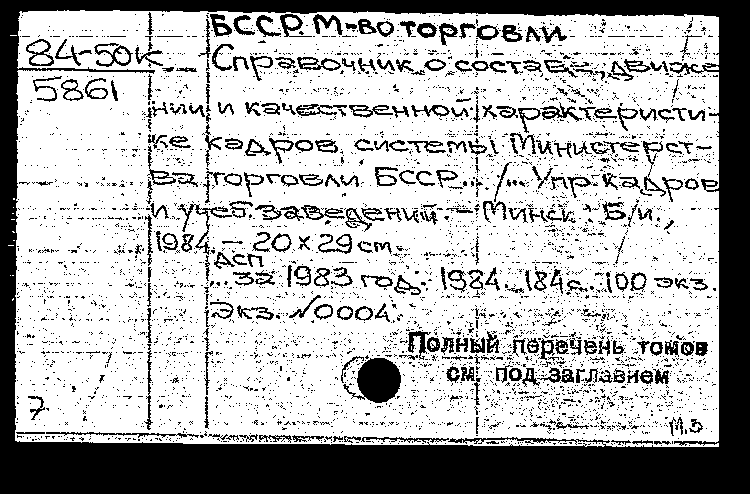 БССР. М-во торговли
84-50к Справочник о составе, движе
5861
нии и качественной характеристи-
ке кадров системы Министерст-
ва торговли БССР... /... Упр. кадров
и учеб. заведений. – Минск : Б.и.,
1984. – 20 х 29 см.
ДСП
... за 1983 год. 1984. 184 с. 100 экз.
Экз. №0004.
Полный перечень томов
см. под заглавием
7